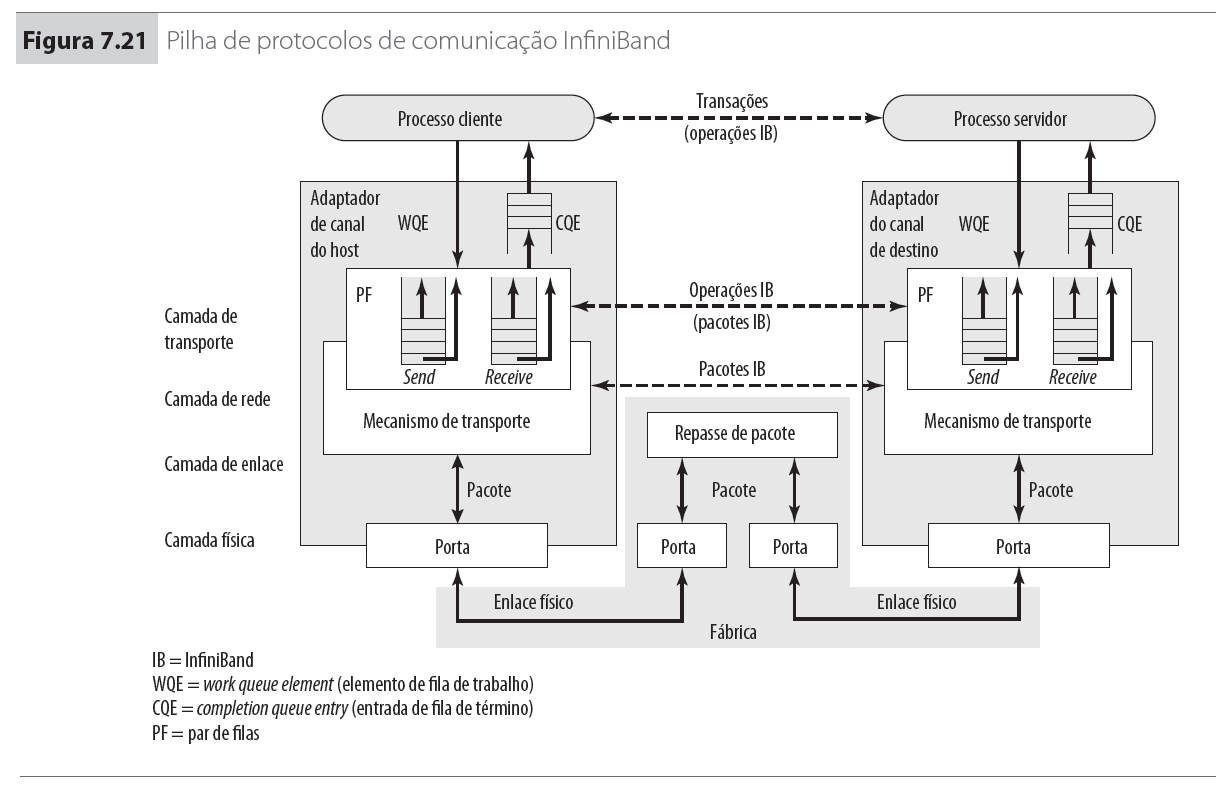 Figura 7.21 Pilha de protocolos de comunicação InfiniBand
Processo cliente
Transações
(operações IB)
Processo servidor
Adaptador
de canal
do host
WQE
CQE
Adaptador
do canal
de destino
WQE
CQE
PF
Send
Receive
Operações IB
(pacotes IB)
PF
Send
Receive
Camada de
transporte
Pacotes IB
Camada de rede
Mecanismo de transporte
Repasse de pacote
Mecanismo de transporte
Camada de enlace
Pacote
Pacote
Pacote
Camada física
Porta
Porta
Porta
Porta
Enlace físico
Enlace físico
Fábrica
IB = InfiniBand
WQE = work queue element (elemento de fila de trabalho)
CQE = completion queue entry (entrada de fila de término)
PF = par de filas